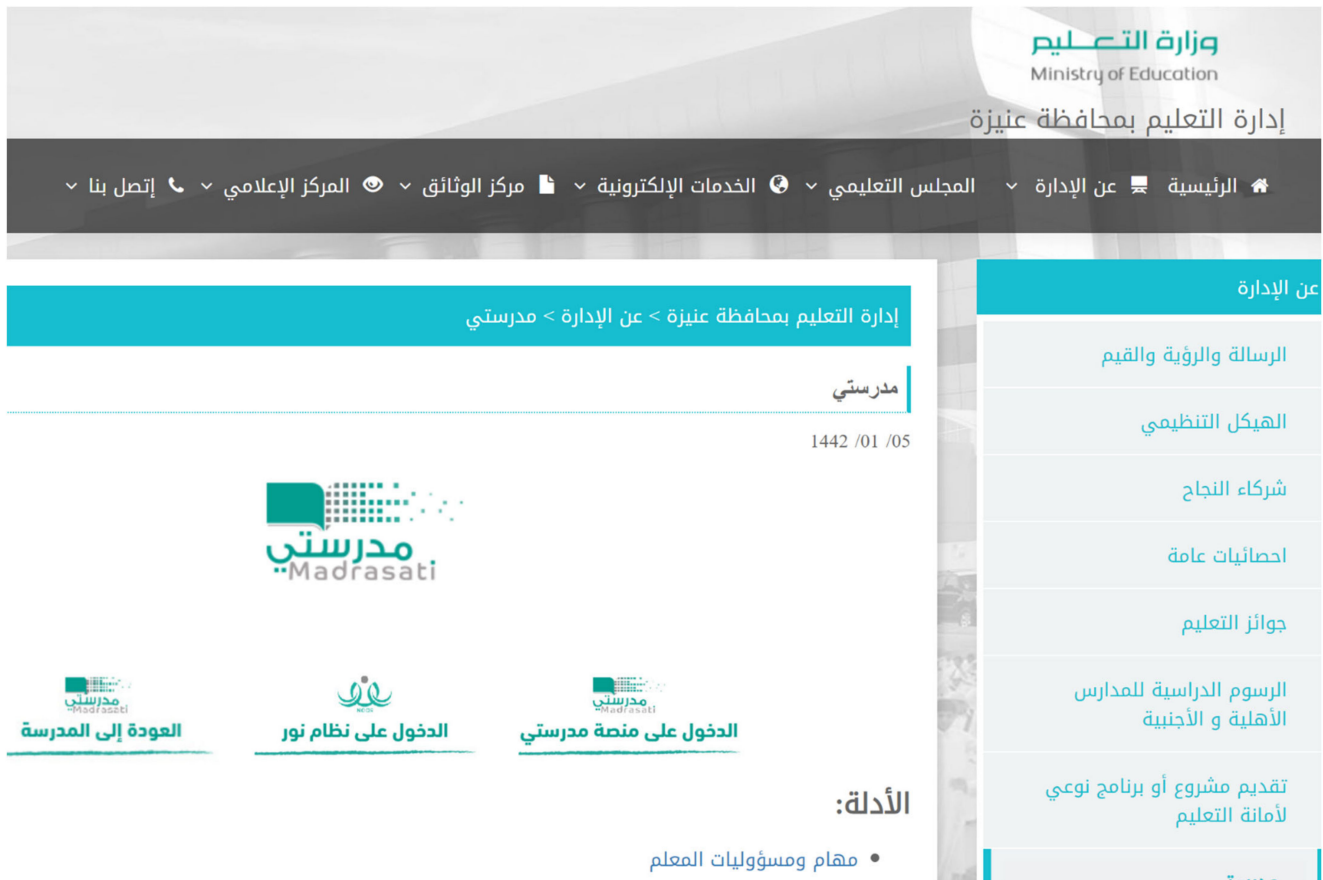 وزارة التعليم
Ministry of Education
إدارة التعليم بمحافظة عنيزة
الرئيسية عن الإدارة المجلس التعليمي الخدمات الإلكترونية مركز الوثائق المركز الإعلامي إتصل بنا
عن الإدارة
الرسالة والرؤية والقيم
الهيكل التنظيمي
شركاء النجاح
احصائيات عامة
جوائز التعليم
الرسوم الدراسية للمدارس
الأهلية و الأجنبية
تقديم مشروع أو برنامج نوعي
لأمانة التعليم
إدارة التعليم بمحافظة عنيزة > عن الإدارة > مدرستي
مدرستي
05/ 01/ 1442
مدرستي
Madrasati
مدرستي
Madrasati
الدخول على منصة مدرستي
الدخول على نظام نور
مدرستي
Madrasati
العودة إلى المدرسة
الأدلة:
مهام ومسؤوليات المعلم